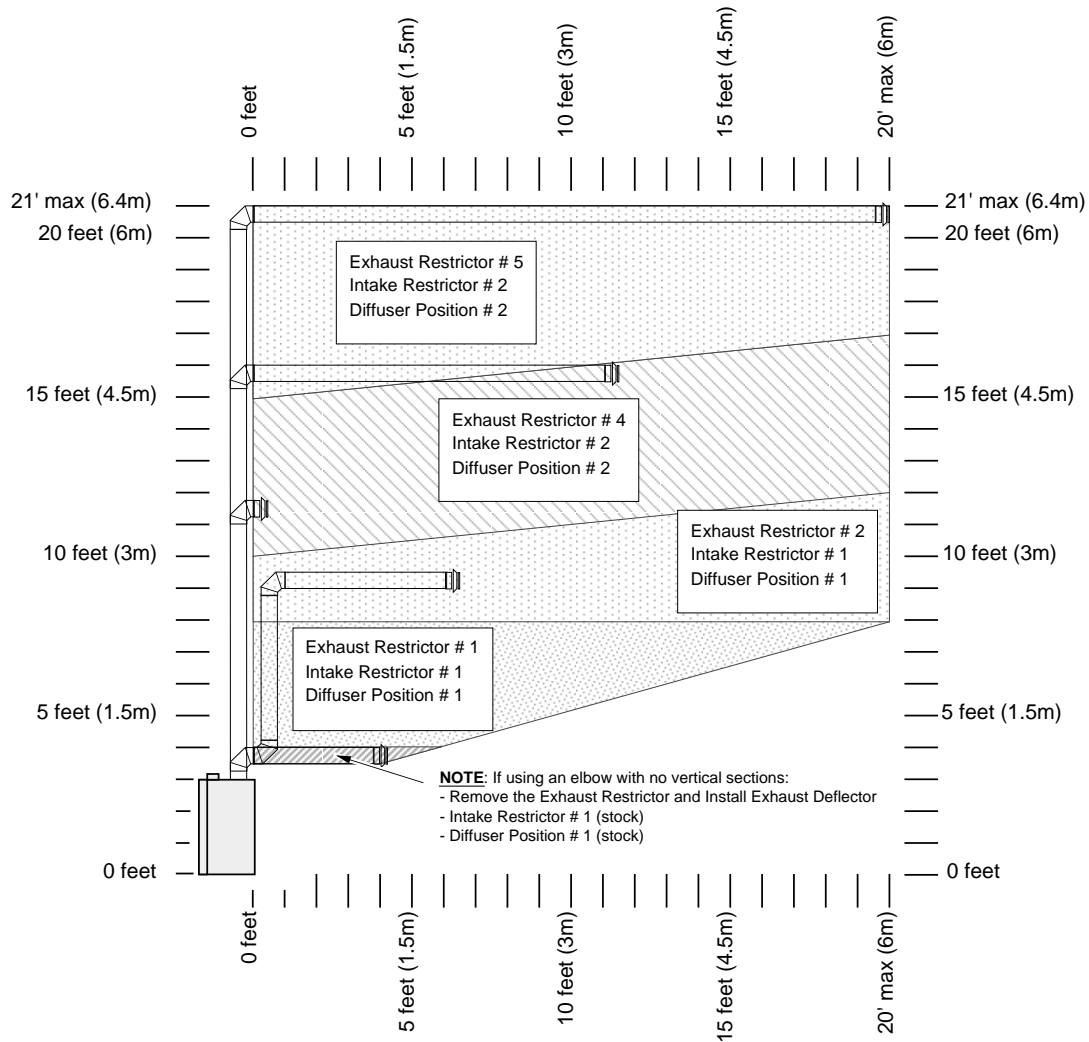 0 feet
5 feet (1.5m)
10 feet (3m)
15 feet (4.5m)
20' max (6m)
21' max (6.4m)
21' max (6.4m)
20 feet (6m)
20 feet (6m)
Exhaust Restrictor # 5
Intake Restrictor # 2
Diffuser Position # 2
15 feet (4.5m)
15 feet (4.5m)
Exhaust Restrictor # 4
Intake Restrictor # 2
Diffuser Position # 2
Exhaust Restrictor # 2
Intake Restrictor # 1
Diffuser Position # 1
10 feet (3m)
10 feet (3m)
Exhaust Restrictor # 1
Intake Restrictor # 1
Diffuser Position # 1
5 feet (1.5m)
5 feet (1.5m)
NOTE: If using an elbow with no vertical sections:
- Remove the Exhaust Restrictor and Install Exhaust Deflector
- Intake Restrictor # 1 (stock)
- Diffuser Position # 1 (stock)
0 feet
0 feet
0 feet
5 feet (1.5m)
10 feet (3m)
15 feet (4.5m)
20' max (6m)